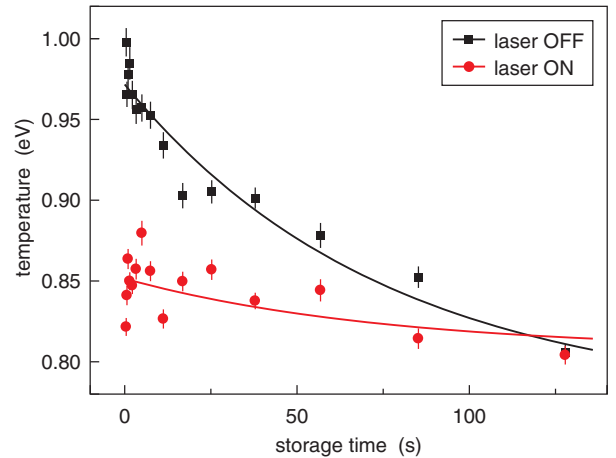 1.00
0.95
0.90
0.85
0.80
temperature (eV)
laser OFF
laser ON
0
50
100
storage time (s)